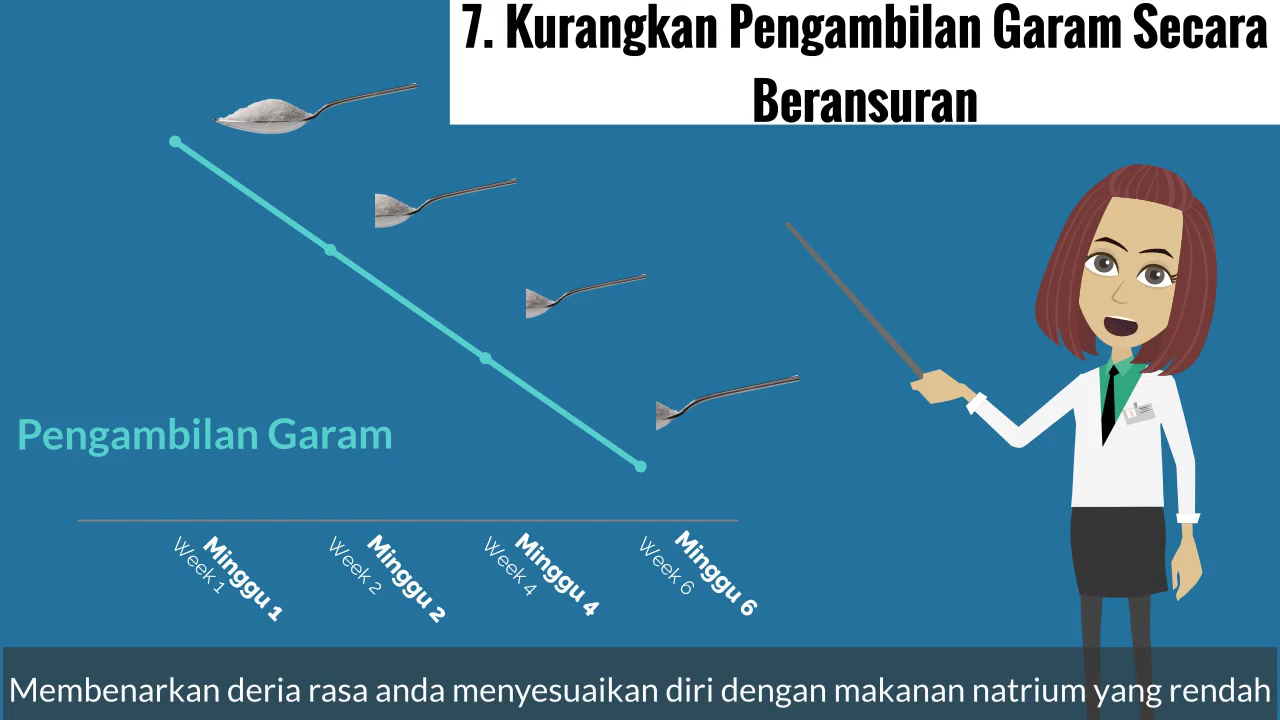 7. Kurangkan Pengambilan Garam Secara
Beransuran
Pengambilan Garam
Minggu 1
Week 1
Minggu 2
Week 2
Minggu 4
Week 4
Minggu 6
Week 6
Membenarkan deria rasa anda menyesuaikan diri dengan makanan natrium yang rendah